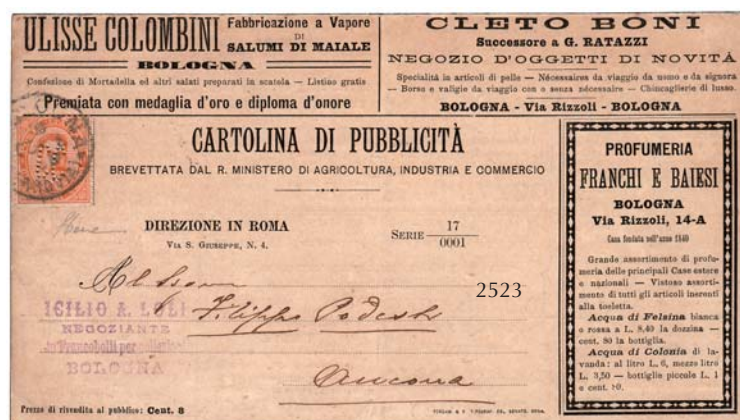 ULISSE COLOMBINI
Fabbricazione a Vapore
DI
SALUMI DI MAIALE
BOLOGNA
Confezione di Mortadella ed altri salati preparati in scatola — Listino gratis
Premiata con medaglia d'oro e diploma d'onore
CLETO BONI
Successore a G. RATAZZI
NEGOZIO D'OGGETTI DI NOVITÀ
Specialità in articoli di pelle — Nécessaires da viaggio da uomo e da signora
— Borse e valigie da viaggio con o senza nécessaire — Chincaglierie di lusso.
BOLOGNA - Via Rizzoli - BOLOGNA
CARTOLINA DI PUBBLICITÀ
BREVETTATA DAL R. MINISTERO DI AGRICOLTURA, INDUSTRIA E COMMERCIO
DIREZIONE IN ROMA
VIA S. GIUSEPPE, N. 4.
SERIE 17
0001
2523
Filippo Podesti
Ancona
NEGOZIANTE
in Francobolli per
BOLOGNA
Prezzo di rivendita al pubblico: Cent. 8
PROFUMERIA
FRANCHI E BAIESI
BOLOGNA
Via Rizzoli, 14-A
Casa fondata nell'anno 1840
Grande assortimento di profu-
meria delle principali Case estere
e nazionali — Vistoso assorti-
mento di tutti gli articoli inerenti
alla toeletta.
Acqua di Felsina bianca
o rossa a L. 8,40 la dozzina —
cent. 80 la bottiglia.
Acqua di Colonia di la-
vanda: al litro L. 6, mezzo litro
L. 3,50 — bottiglie piccole L. 1
e cent. 50.